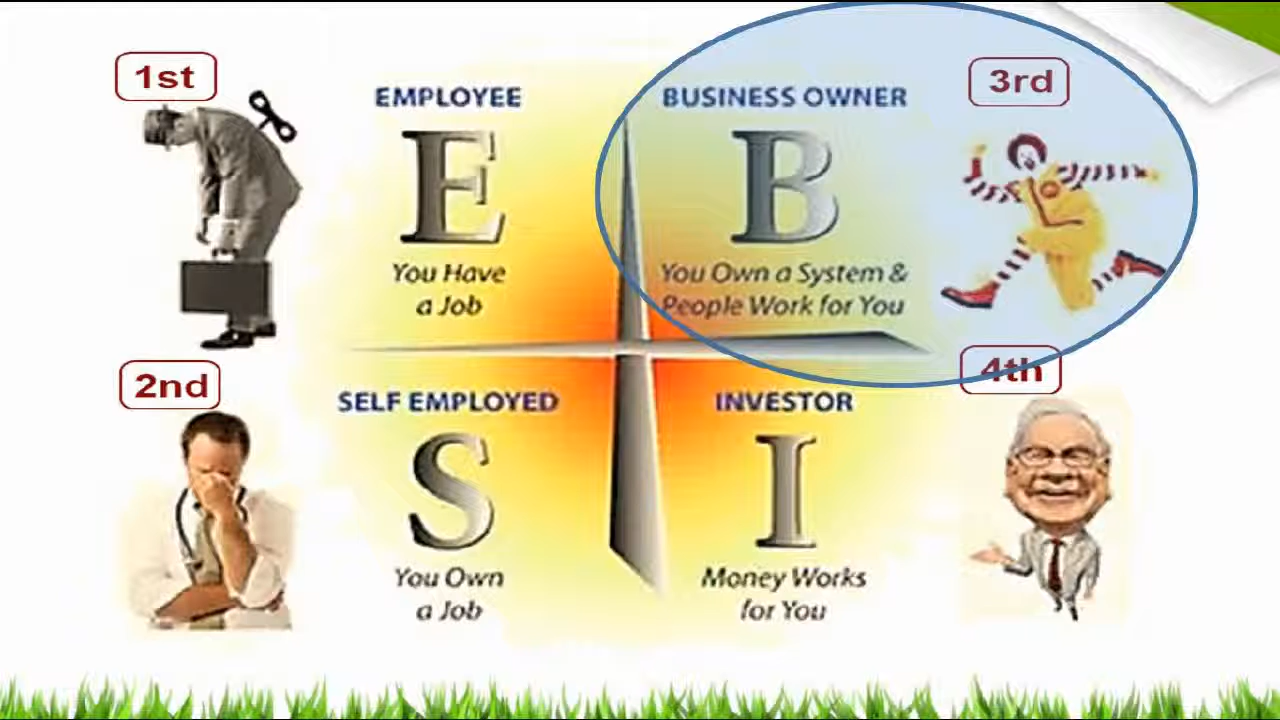 1st
EMPLOYEE
E
You Have
a Job
BUSINESS OWNER
B
You Own a System &
People Work for You
3rd
2nd
SELF EMPLOYED
S
You Own
a Job
INVESTOR
I
Money Works
for You
4th